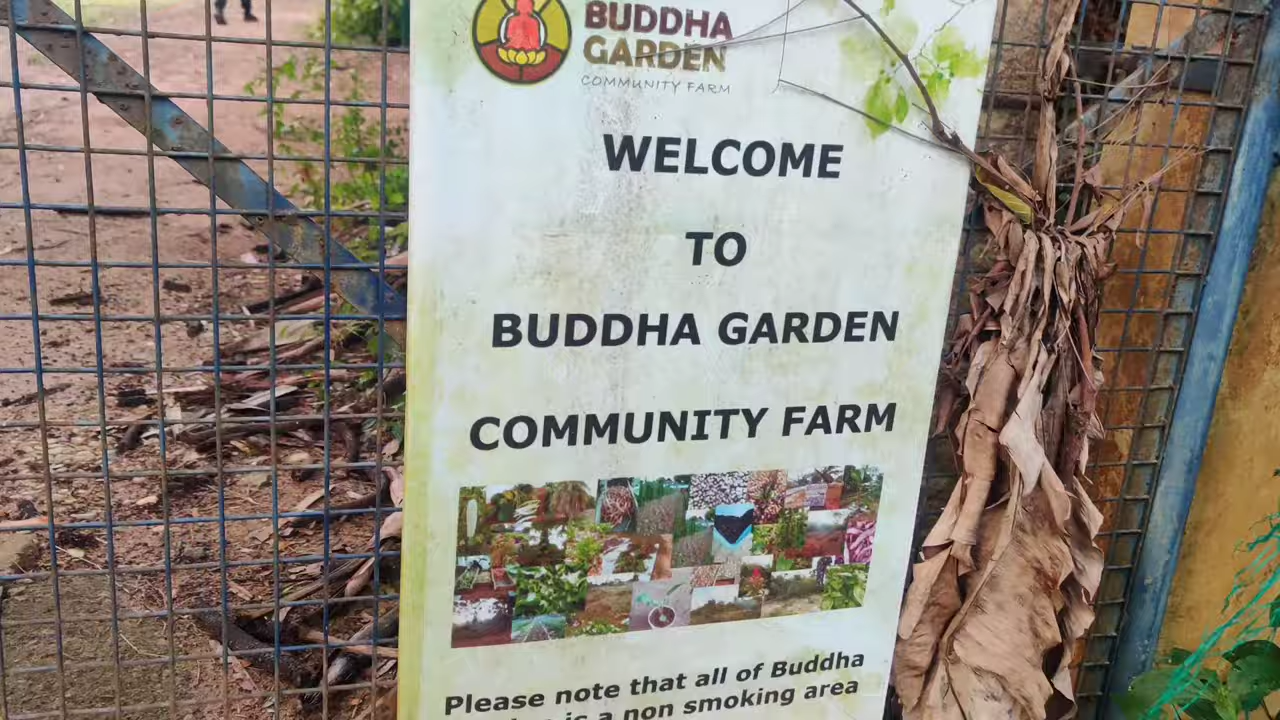 BUDDHA
GARDEN
COMMUNITY FARM
WELCOME
TO
BUDDHA GARDEN
COMMUNITY FARM
Please note that all of Buddha
is a non smoking area